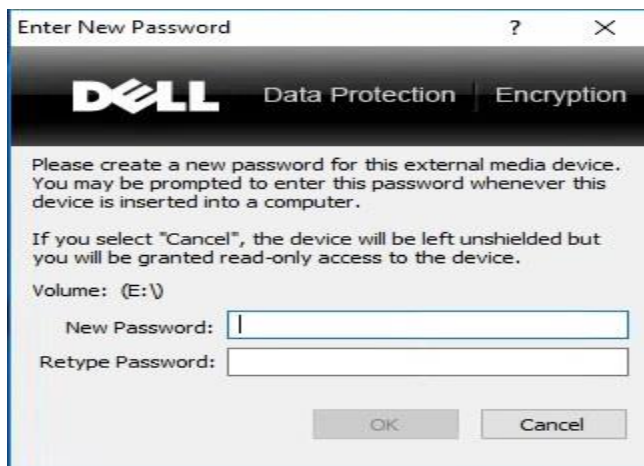 Enter New Password ?
DELL Data Protection Encryption
Please create a new password for this external media device.
You may be prompted to enter this password whenever this
device is inserted into a computer.
If you select "Cancel", the device will be left unshielded but
you will be granted read-only access to the device.
Volume: (E:\)
New Password:
Retype Password:
OK Cancel